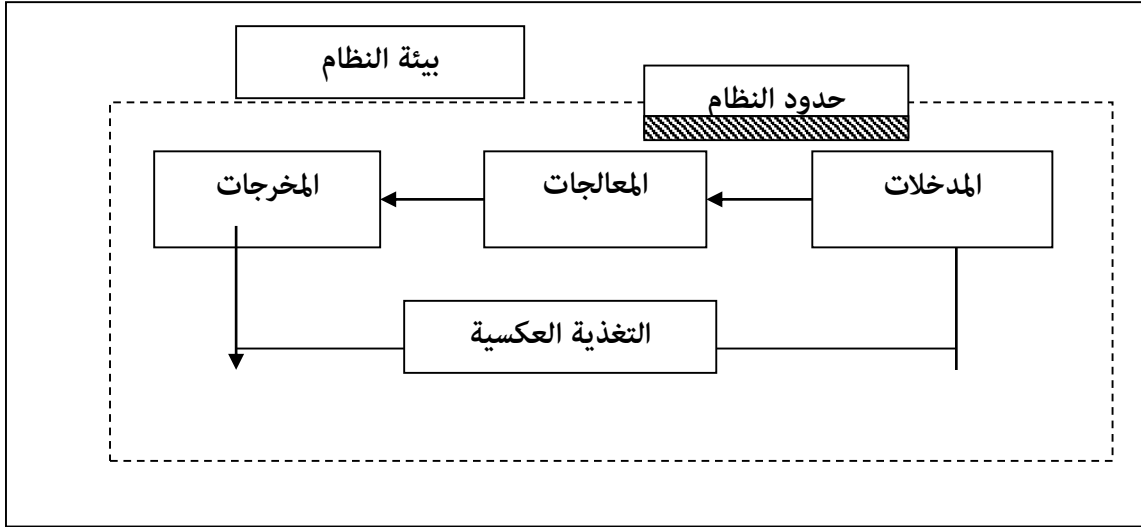 بيئة النظام
حدود النظام
المدخلات
المعالجات
المخرجات
التغذية العكسية